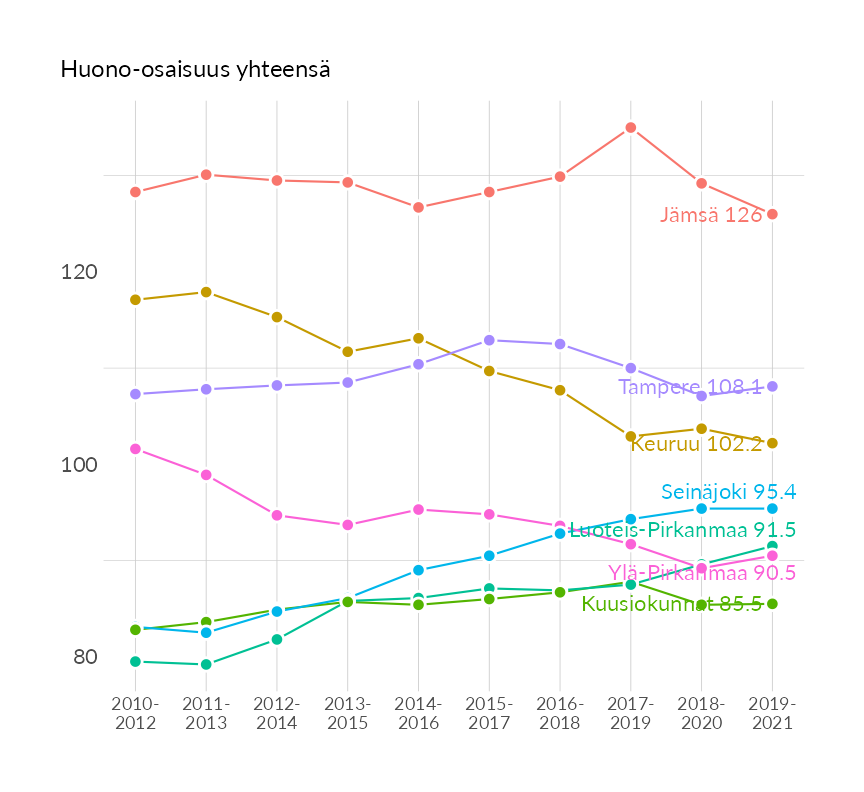 Huono-osaisuus yhteensä
Jämsä 126
120
Tampere 108.1
Keuruu 102.2
100
Seinäjoki 95.4
Luoteis-Pirkanmaa 91.5
Ylä-Pirkanmaa 90.5
Kuusiokunnat 85.5
80
2010-2012
2011-2013
2012-2014
2013-2015
2014-2016
2015-2017
2016-2018
2017-2019
2018-2020
2019-2021